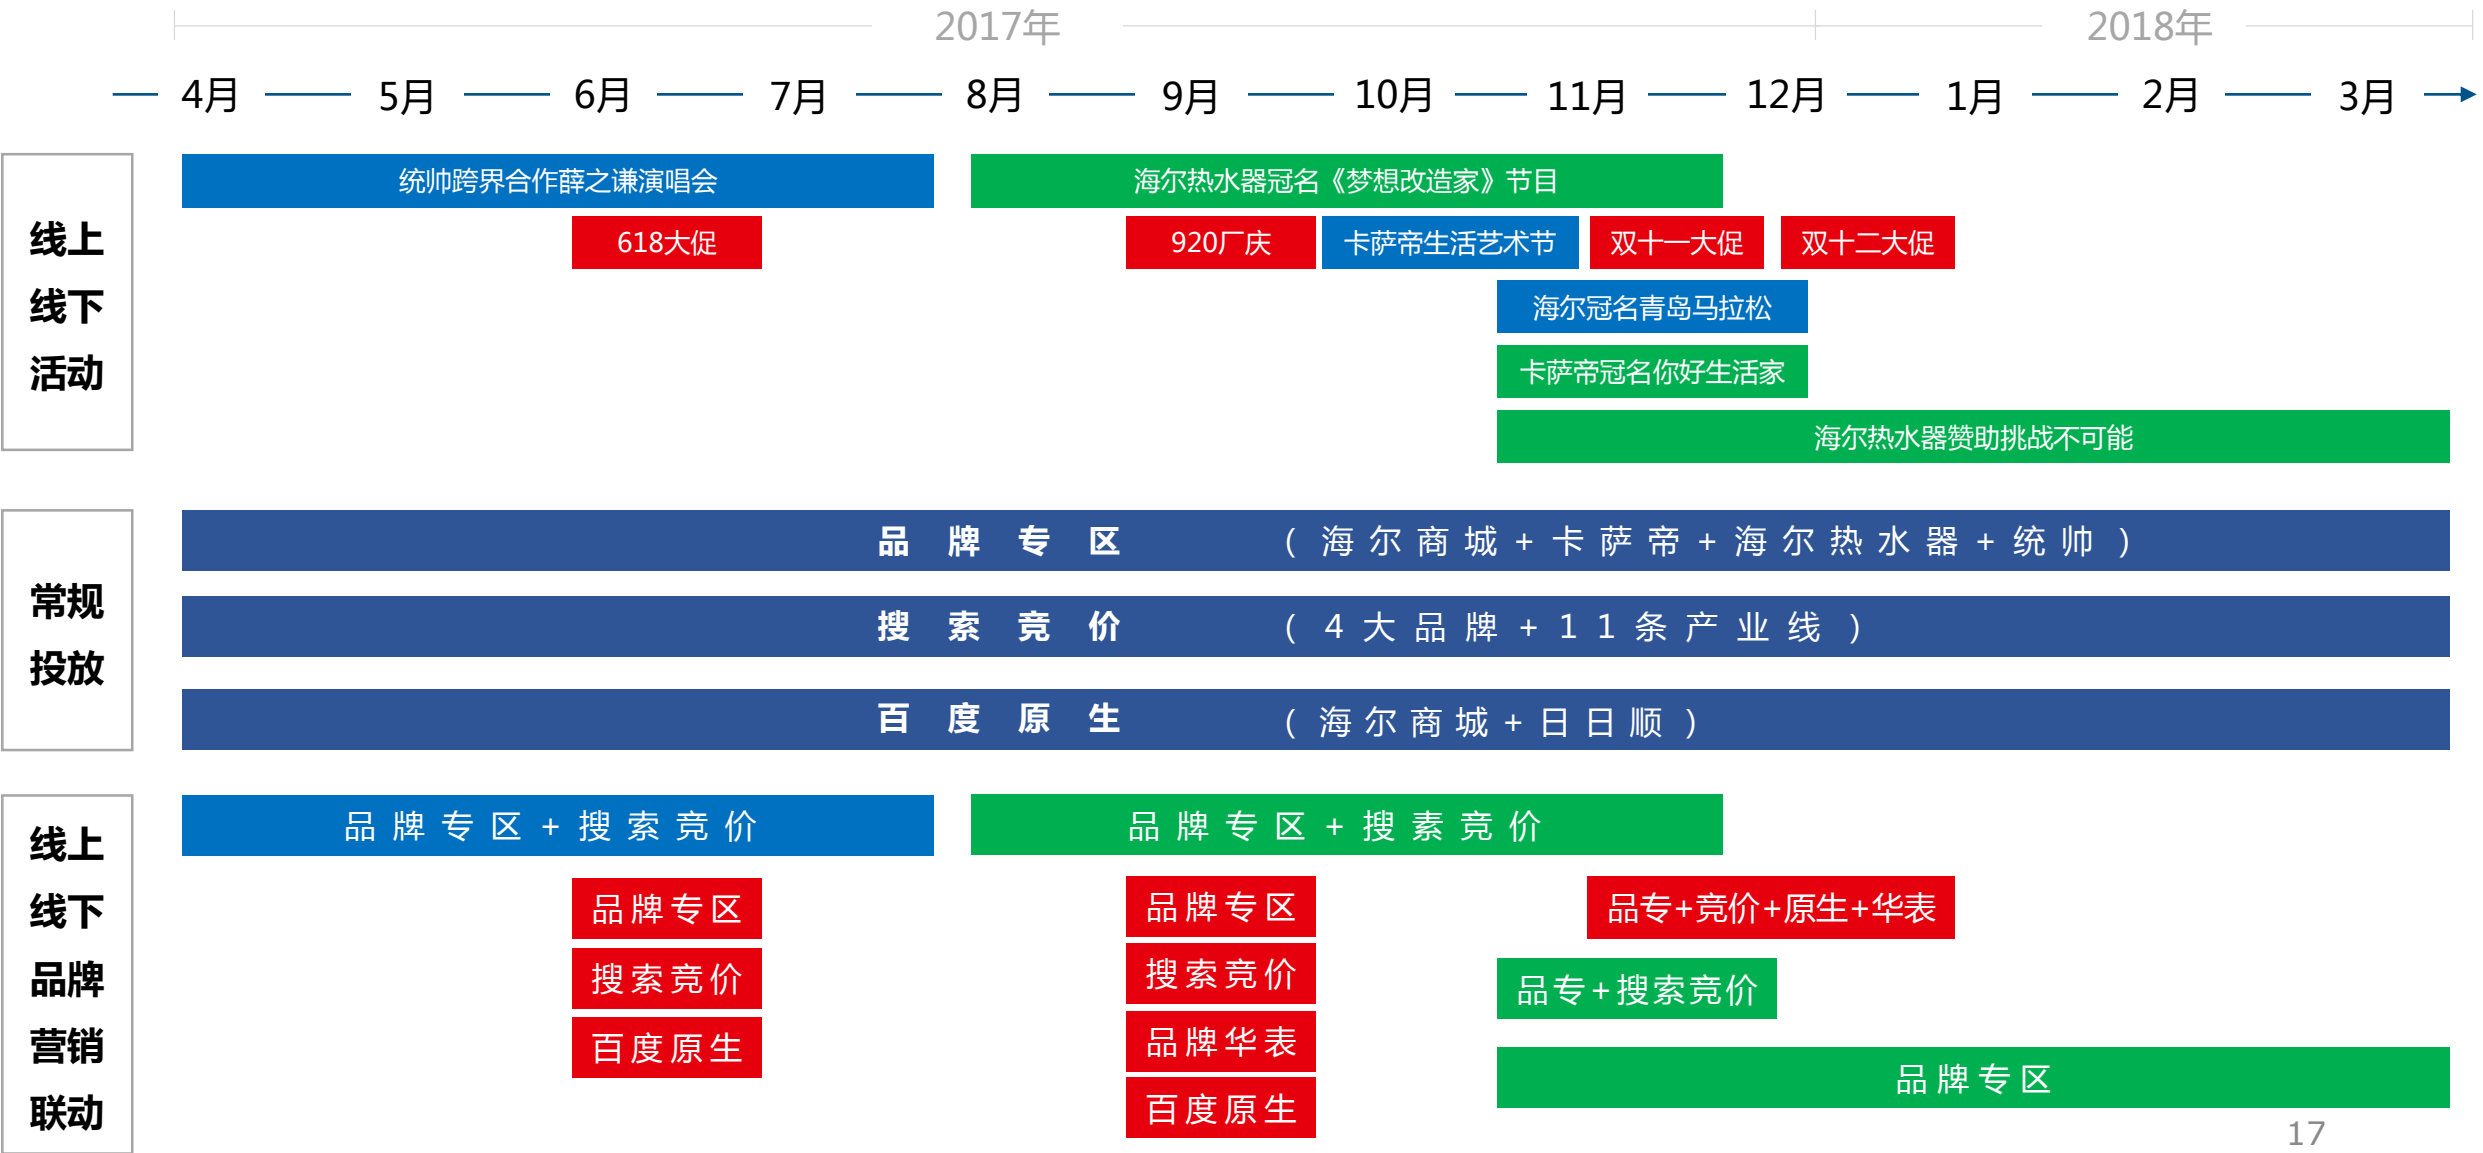 2017年 2018年
4月 5月 6月 7月 8月 9月 10月 11月 12月 1月 2月 3月
线上
线下
活动
统帅跨界合作薛之谦演唱会
海尔热水器冠名《梦想改造家》节目
618大促
920厂庆
卡萨帝生活艺术节
双十一大促
双十二大促
海尔冠名青岛马拉松
卡萨帝冠名你好生活家
海尔热水器赞助挑战不可能
常规
投放
品牌专区 (海尔商城+卡萨帝+海尔热水器+统帅)
搜索竞价 (4大品牌+11条产业线)
百度原生 (海尔商城+日日顺)
线上
线下
品牌
营销
联动
品牌专区+搜索竞价
品牌专区+搜素竞价
品牌专区
搜索竞价
百度原生
品牌专区
搜索竞价
品牌华表
百度原生
品专+竞价+原生+华表
品专+搜索竞价
品牌专区
17